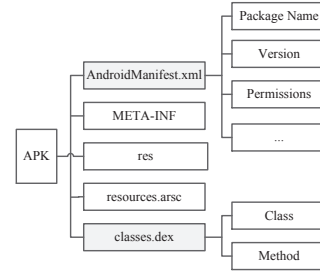 Package Name
Version
Permissions
...
AndroidManifest.xml
META-INF
res
resources.arsc
classes.dex
APK
Class
Method